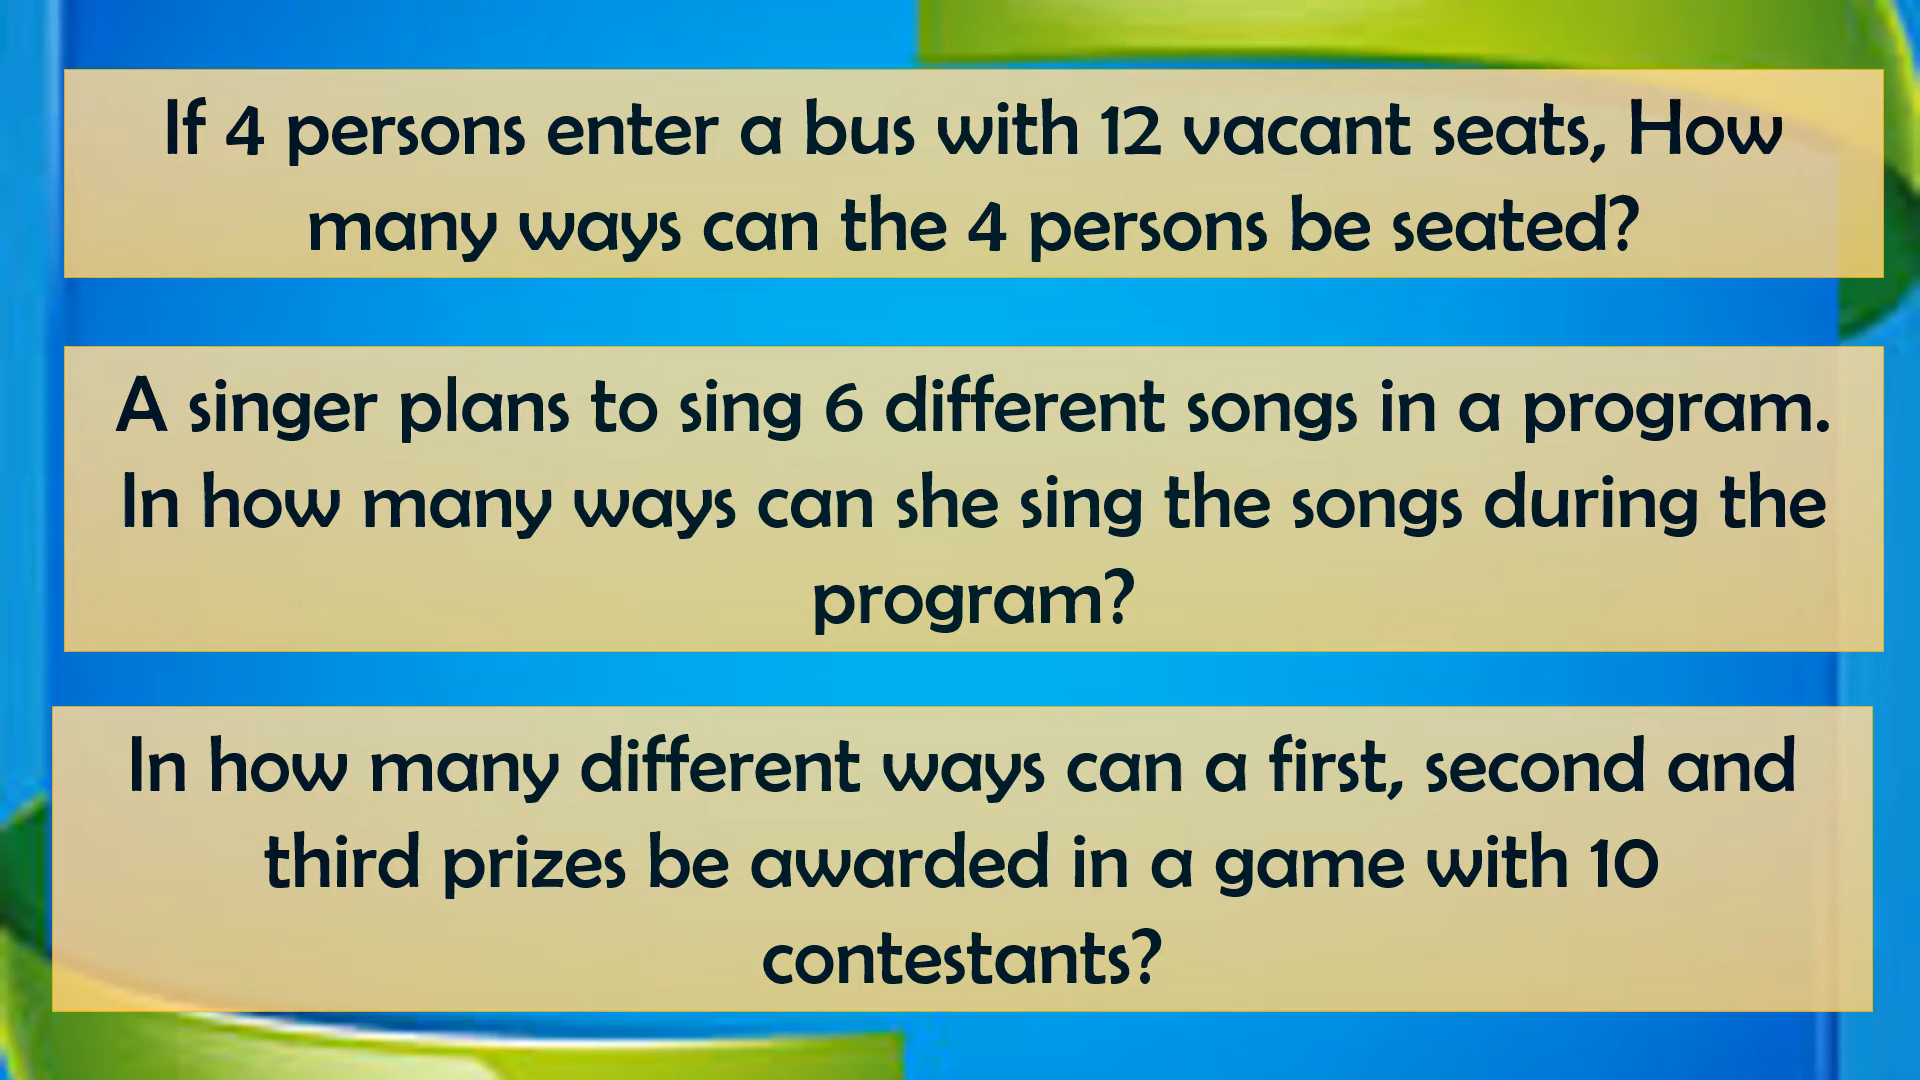 If 4 persons enter a bus with 12 vacant seats, How
many ways can the 4 persons be seated?
A singer plans to sing 6 different songs in a program.
In how many ways can she sing the songs during the
program?
In how many different ways can a first, second and
third prizes be awarded in a game with 10
contestants?